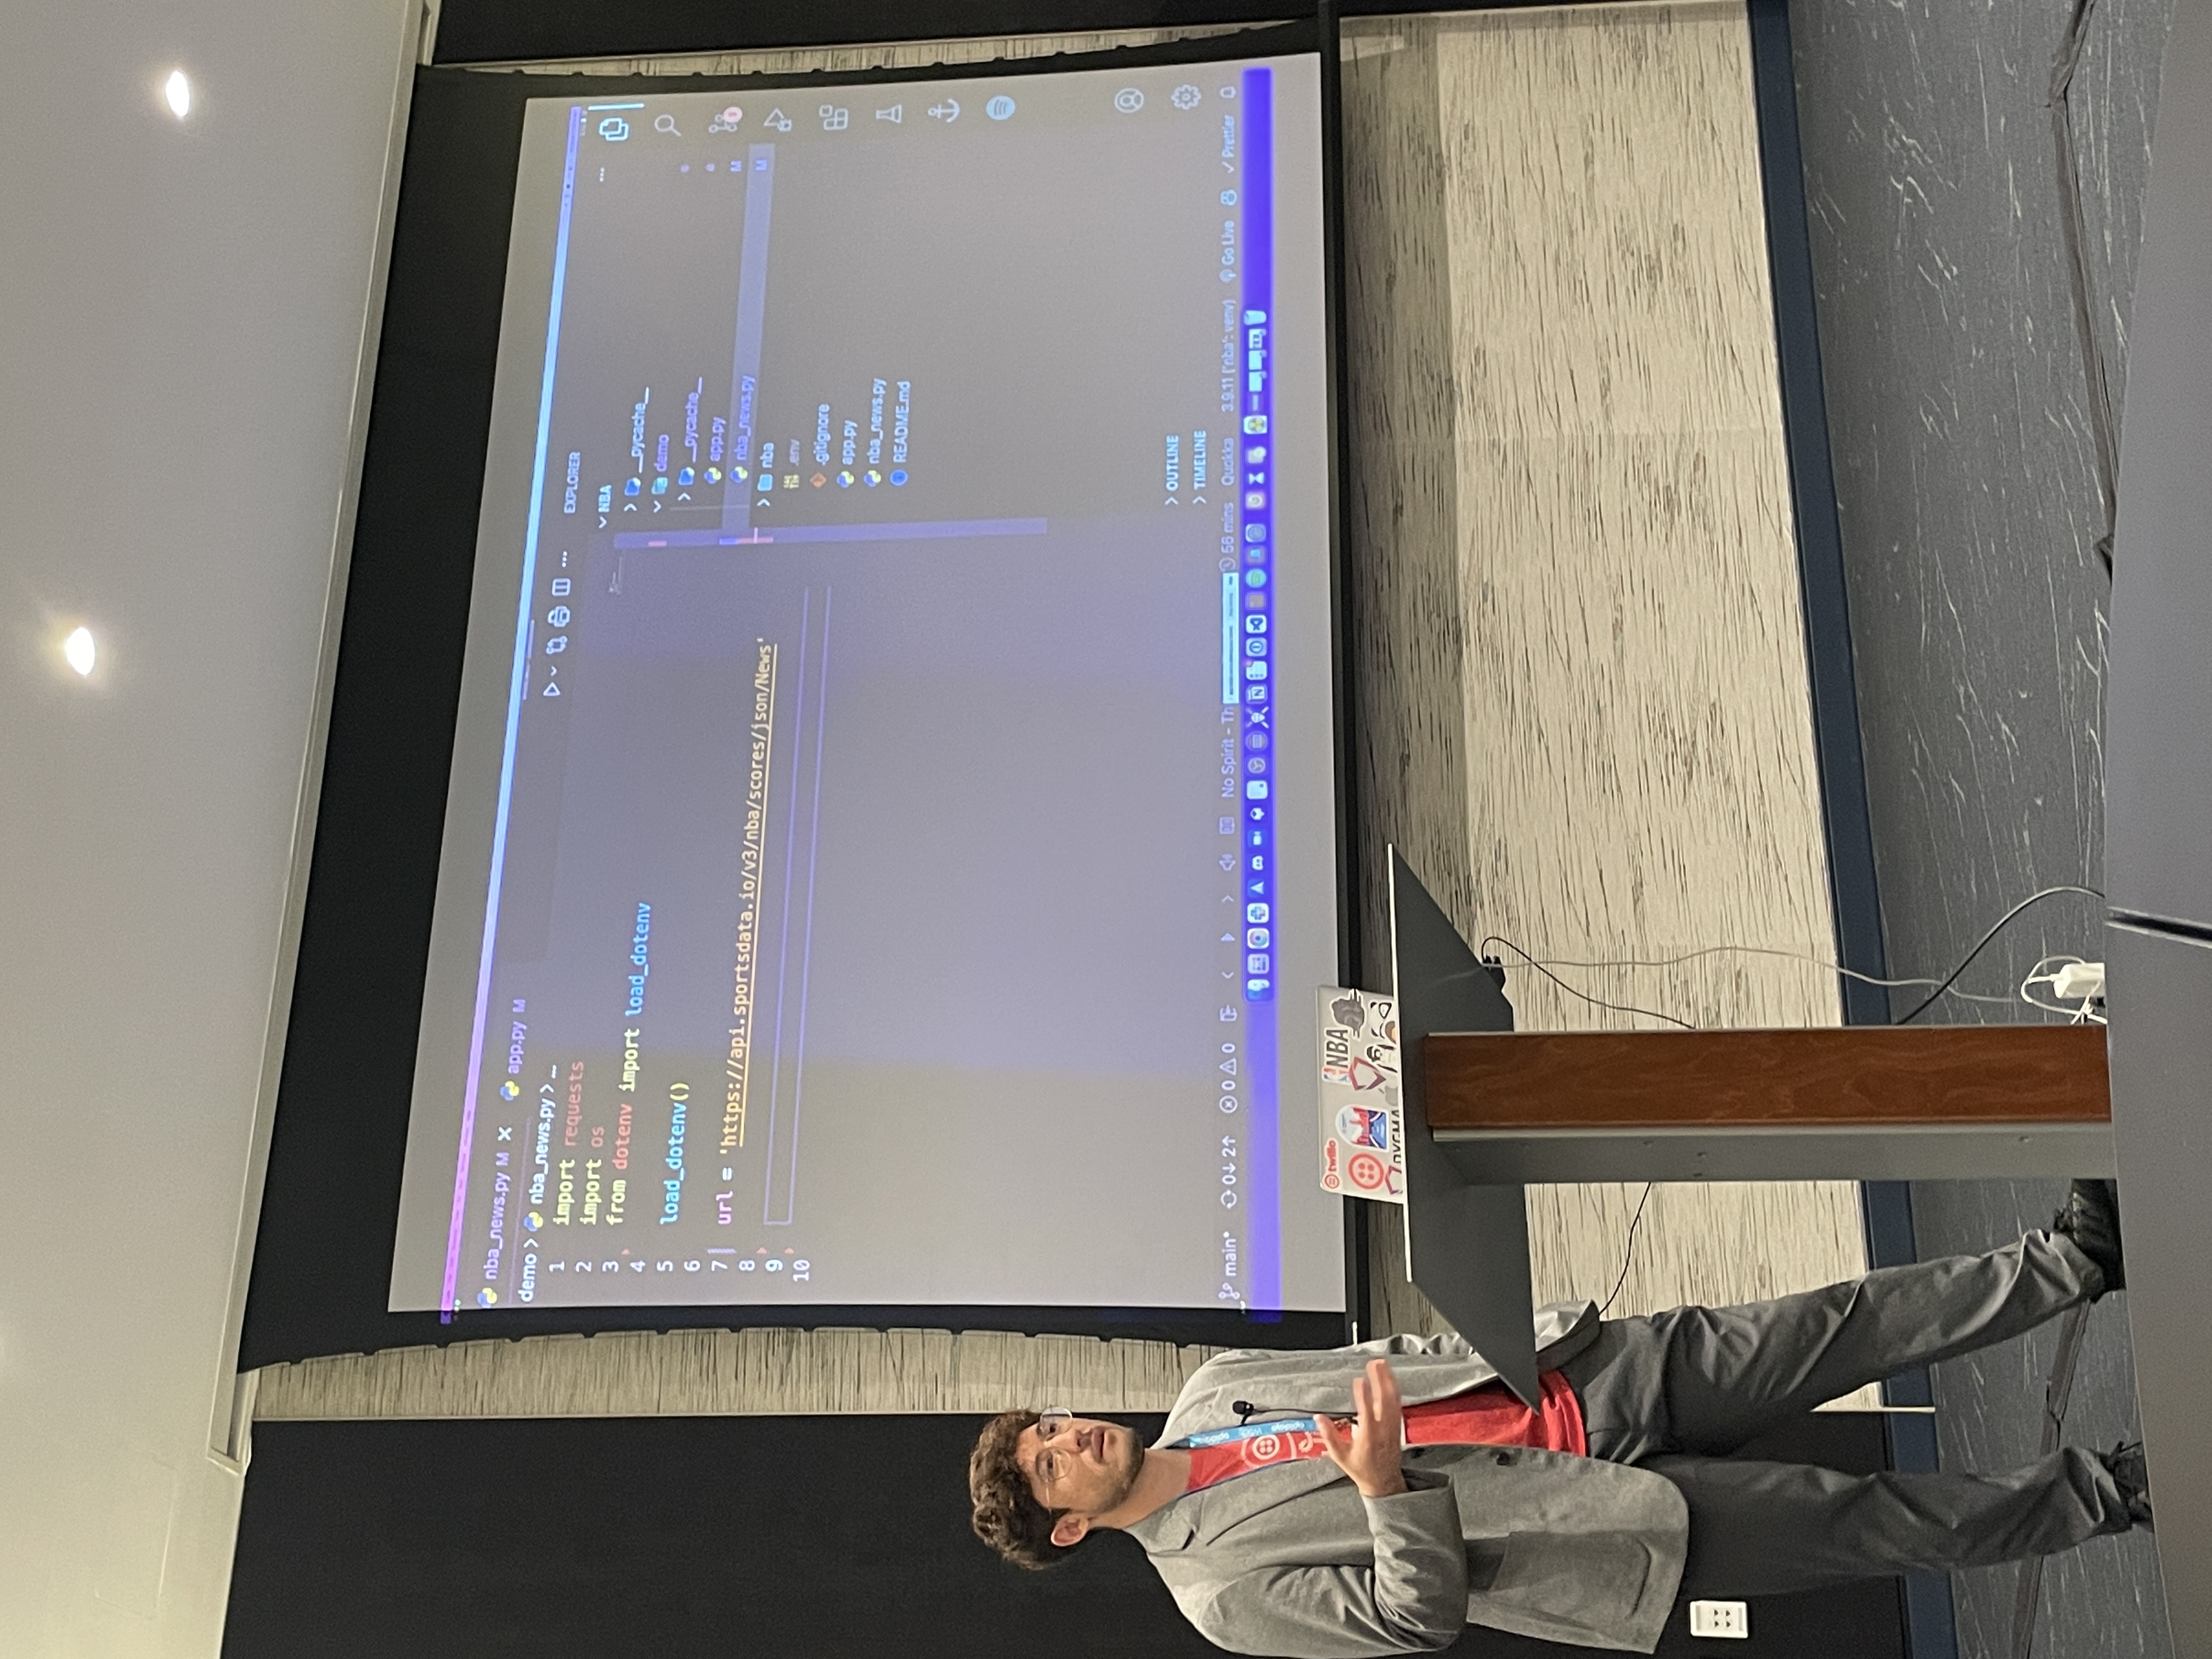 nba_news.py M
app.py M
demo > nba_news.py > ...
1 import requests
2 import os
3 from dotenv import load_dotenv
4
5 load_dotenv()
6
7 url = 'https://api.sportsdata.io/v3/nba/scores/json/News'
8
9
10
EXPLORER
NBA
__pycache__
demo
__pycache__
app.py
nba_news.py M
M
nba
.env
.gitignore
app.py
nba_news.py
README.md
OUTLINE
TIMELINE
main* 0↓ 2↑ 0 0 No Spirit - Th 56 mins Quokka 3.9.11 ('nba': venv) Go Live Prettier
twilio
NBA